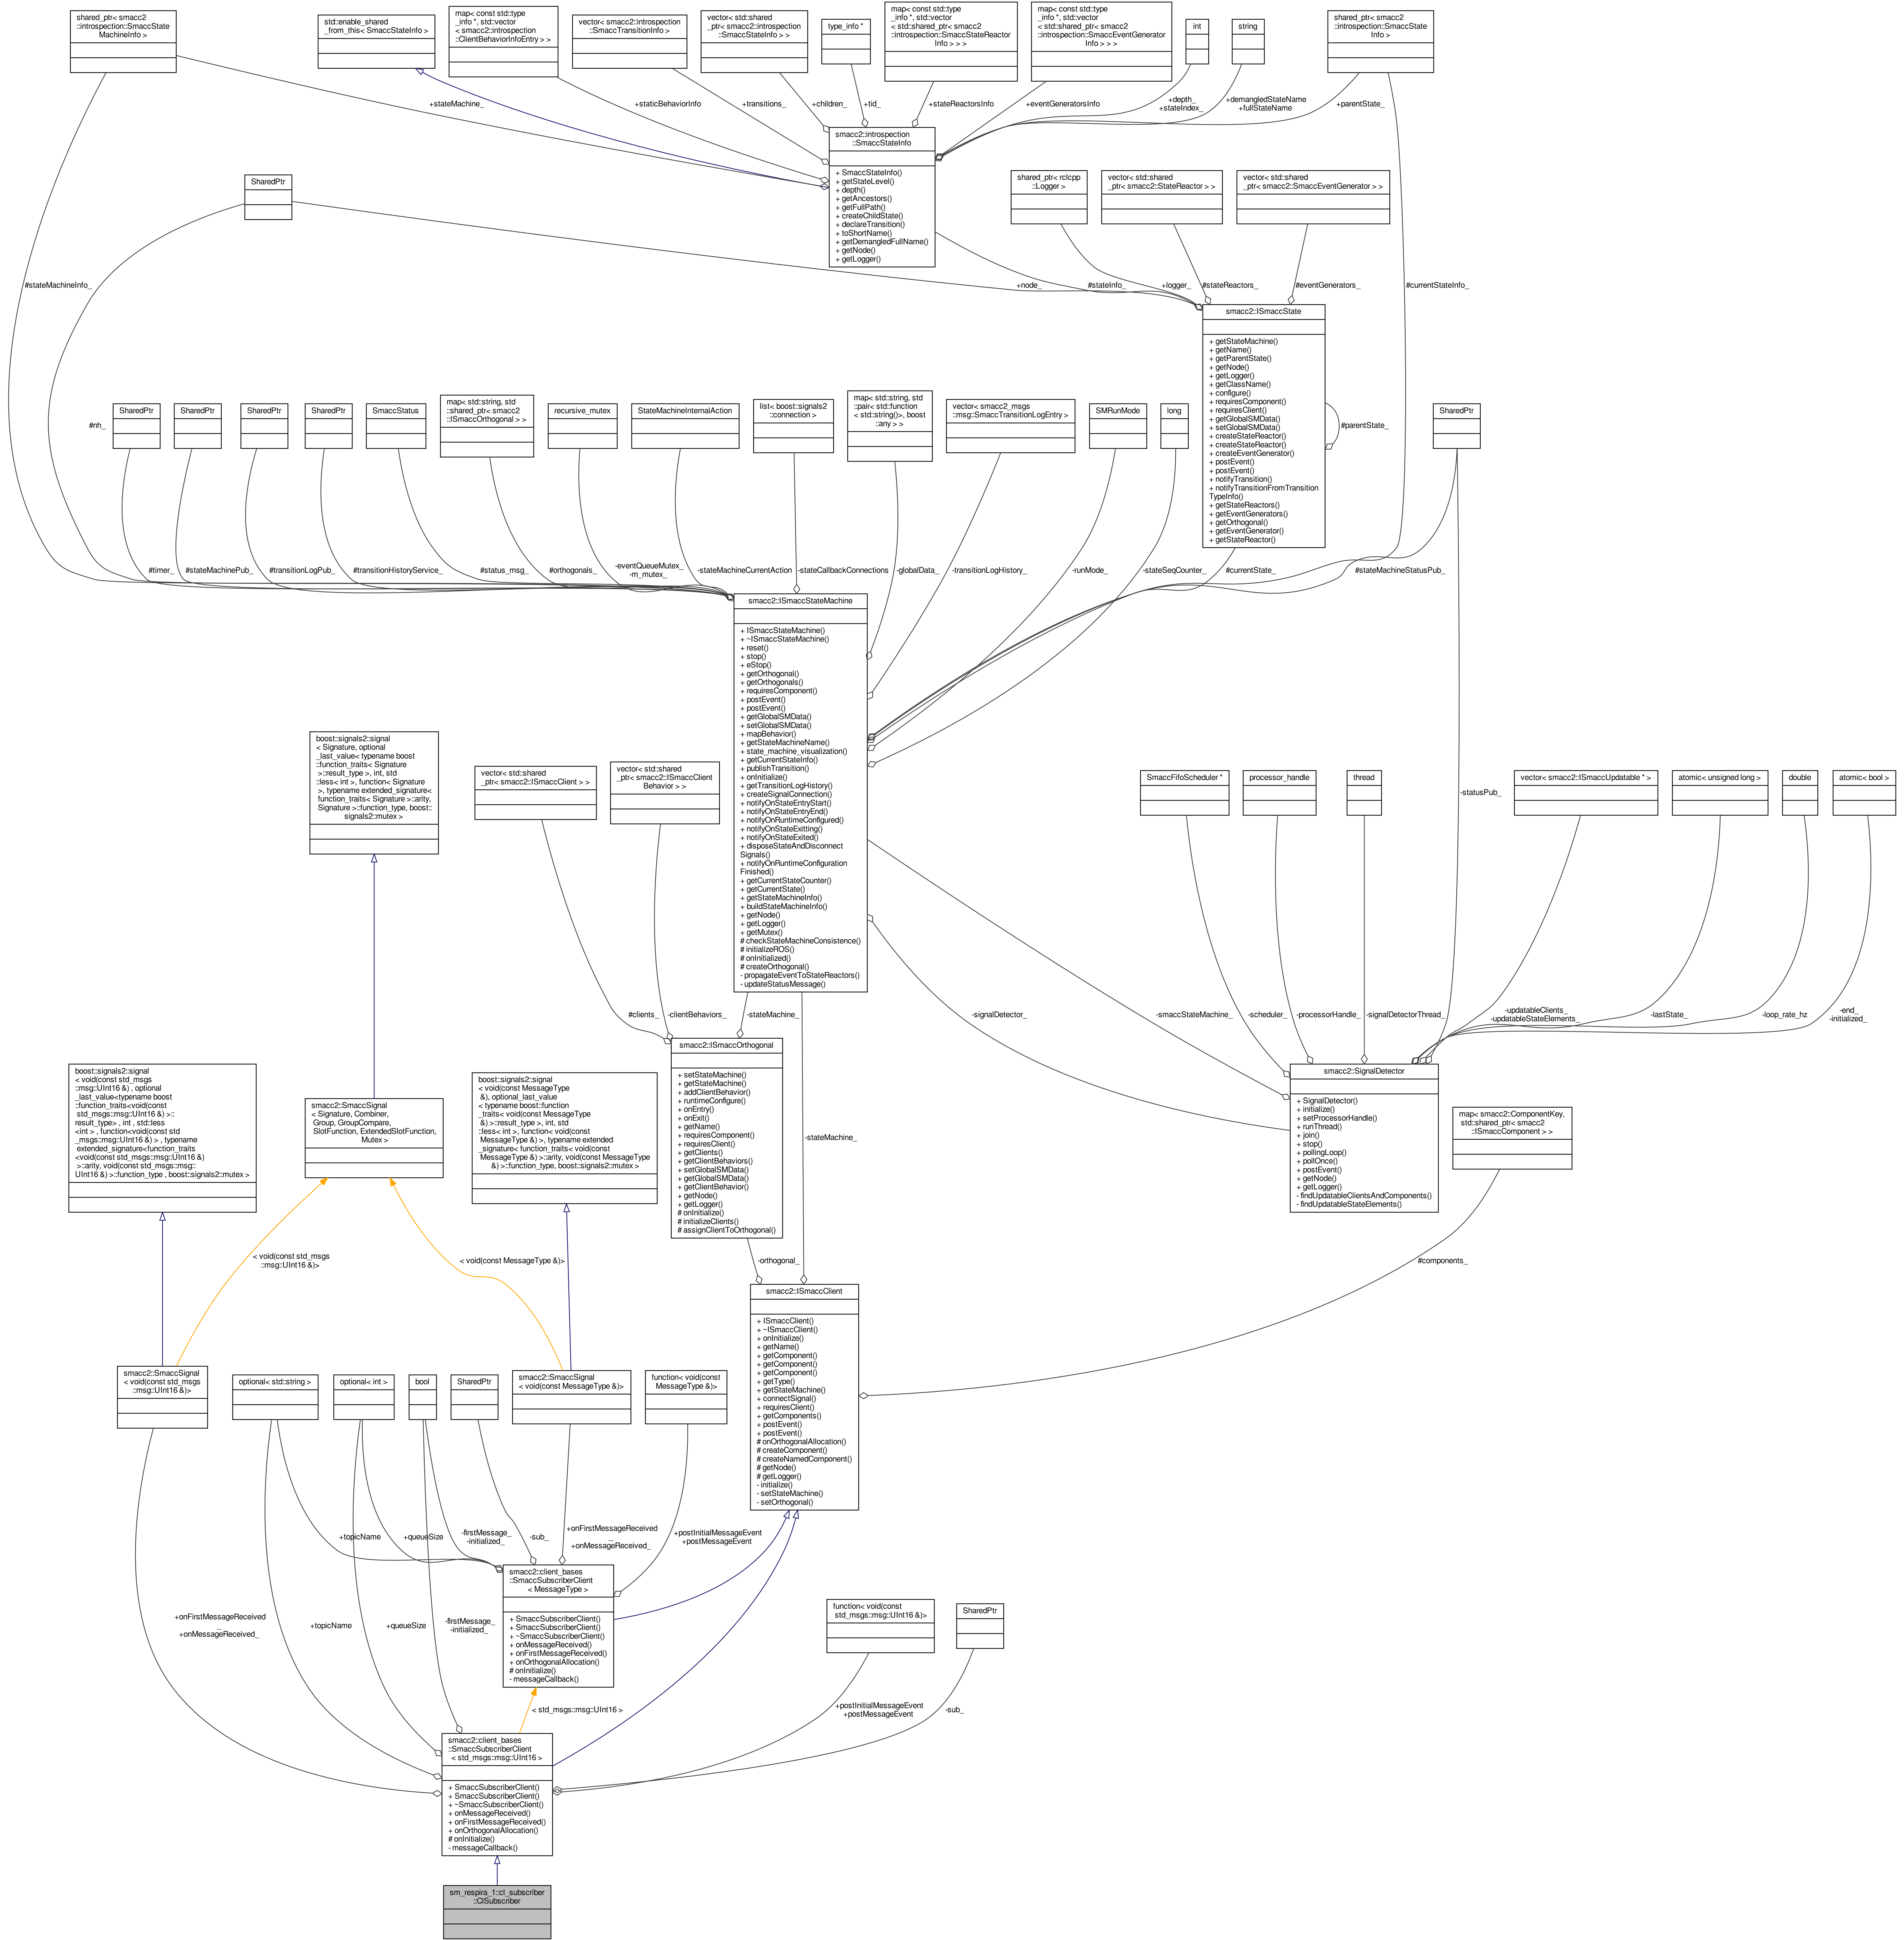 shared_ptr< smacc2
::introspection::SmaccState
MachineInfo >
std::enable_shared
_from_this< SmaccStateInfo >
map< const std::type
_info *, std::vector
< smacc2::introspection
::ClientBehaviorInfoEntry > >
vector< smacc2::introspection
::SmaccTransitionInfo >
vector< std::shared
_ptr< smacc2::introspection
::SmaccStateInfo > >
type_info *
map< const std::type
_info *, std::vector
< std::shared_ptr< smacc2
::introspection::SmaccStateReactor
Info > > >
map< const std::type
_info *, std::vector
< std::shared_ptr< smacc2
::introspection::SmaccEventGenerator
Info > > >
int
string
shared_ptr< smacc2
::introspection::SmaccState
Info >
+stateMachine_
+staticBehaviorInfo
+transitions_
+children_
+tid_
+stateReactorsInfo
+eventGeneratorsInfo
+depth_
+stateIndex_
+demangledStateName
+fullStateName
+parentState_
smacc2::introspection
::SmaccStateInfo
+ SmaccStateInfo()
+ getStateLevel()
+ depth()
+ getAncestors()
+ getFullPath()
+ createChildState()
+ declareTransition()
+ toShortName()
+ getDemangledFullName()
+ getNode()
+ getLogger()
SharedPtr
shared_ptr< rclcpp
::Logger >
vector< std::shared
_ptr< smacc2::StateReactor > >
vector< std::shared
_ptr< smacc2::SmaccEventGenerator > >
#stateMachineInfo_
+node_
#stateInfo_
+logger_
#stateReactors_
#eventGenerators_
#currentStateInfo_
smacc2::ISmaccState
+ getStateMachine()
+ getName()
+ getParentState()
+ getNode()
+ getLogger()
+ getClassName()
+ configure()
+ requiresComponent()
+ requiresClient()
+ getGlobalSMData()
+ setGlobalSMData()
+ createStateReactor()
+ createStateReactor()
+ createEventGenerator()
+ postEvent()
+ postEvent()
+ notifyTransition()
+ notifyTransitionFromTransition
TypeInfo()
+ getStateReactors()
+ getEventGenerators()
+ getOrthogonal()
+ getEventGenerator()
+ getStateReactor()
#parentState_
#nh_
SharedPtr
SharedPtr
SharedPtr
SharedPtr
SmaccStatus
map< std::string, std
::shared_ptr< smacc2
::ISmaccOrthogonal > >
recursive_mutex
StateMachineInternalAction
list< boost::signals2
::connection >
map< std::string, std
::pair< std::function
< std::string()>, boost
::any > >
vector< smacc2_msgs
::msg::SmaccTransitionLogEntry >
SMRunMode
long
SharedPtr
#timer_
#stateMachinePub_
#transitionLogPub_
#transitionHistoryService_
#status_msg_
#orthogonals_
-eventQueueMutex_
-m_mutex_
-stateMachineCurrentAction
-stateCallbackConnections
-globalData_
-transitionLogHistory_
-runMode_
-stateSeqCounter_
#currentState_
#stateMachineStatusPub_
smacc2::ISmaccStateMachine
+ ISmaccStateMachine()
+ ~ISmaccStateMachine()
+ reset()
+ stop()
+ eStop()
+ getOrthogonal()
+ getOrthogonals()
+ requiresComponent()
+ postEvent()
+ postEvent()
+ getGlobalSMData()
+ setGlobalSMData()
+ mapBehavior()
+ getStateMachineName()
+ state_machine_visualization()
+ getCurrentStateInfo()
+ publishTransition()
+ onInitialize()
+ getTransitionLogHistory()
+ createSignalConnection()
+ notifyOnStateEntryStart()
+ notifyOnStateEntryEnd()
+ notifyOnRuntimeConfigured()
+ notifyOnStateExitting()
+ notifyOnStateExited()
+ disposeStateAndDisconnect
Signals()
+ notifyOnRuntimeConfiguration
Finished()
+ getCurrentStateCounter()
+ getCurrentState()
+ getStateMachineInfo()
+ buildStateMachineInfo()
+ getNode()
+ getLogger()
+ getMutex()
# checkStateMachineConsistence()
# initializeROS()
# onInitialized()
# createOrthogonal()
- propagateEventToStateReactors()
- updateStatusMessage()
boost::signals2::signal
< Signature, optional
_last_value< typename boost
::function_traits< Signature
>::result_type >, int, std
::less< int >, function< Signature
>, typename extended_signature<
function_traits< Signature >::arity,
Signature >::function_type, boost::
signals2::mutex >
vector< std::shared
_ptr< smacc2::ISmaccClient > >
vector< std::shared
_ptr< smacc2::ISmaccClient
Behavior > >
SmaccFifoScheduler *
processor_handle
thread
vector< smacc2::ISmaccUpdatable * >
atomic< unsigned long >
double
atomic< bool >
-statusPub_
#clients_
-clientBehaviors_
-stateMachine_
-signalDetector_
-smaccStateMachine_
-scheduler_
-processorHandle_
-signalDetectorThread_
-updatableClients_
-updatableStateElements_
-lastState_
-loop_rate_hz
-end_
-initialized_
smacc2::ISmaccOrthogonal
+ setStateMachine()
+ getStateMachine()
+ addClientBehavior()
+ runtimeConfigure()
+ onEntry()
+ onExit()
+ getName()
+ requiresComponent()
+ requiresClient()
+ getClients()
+ getClientBehaviors()
+ setGlobalSMData()
+ getGlobalSMData()
+ getClientBehavior()
+ getNode()
+ getLogger()
# onInitialize()
# initializeClients()
# assignClientToOrthogonal()
smacc2::SignalDetector
+ SignalDetector()
+ initialize()
+ setProcessorHandle()
+ runThread()
+ join()
+ stop()
+ pollingLoop()
+ pollOnce()
+ postEvent()
+ getNode()
+ getLogger()
- findUpdatableClientsAndComponents()
- findUpdatableStateElements()
map< smacc2::ComponentKey,
std::shared_ptr< smacc2
::ISmaccComponent > >
boost::signals2::signal
< void(const std_msgs
::msg::UInt16 &) , optional
_last_value<typename boost
::function_traits<void(const
std_msgs::msg::UInt16 &) >::
result_type> , int , std::less
<int > , function<void(const std
_msgs::msg::UInt16 &) > , typename
extended_signature<function_traits
<void(const std_msgs::msg::UInt16 &)
>::arity, void(const std_msgs::msg::
UInt16 &) >::function_type , boost::signals2::mutex >
smacc2::SmaccSignal
< Signature, Combiner,
Group, GroupCompare,
SlotFunction, ExtendedSlotFunction,
Mutex >
boost::signals2::signal
< void(const MessageType
&), optional_last_value
< typename boost::function
_traits< void(const MessageType
&) >::result_type >, int, std
::less< int >, function< void(const
MessageType &) >, typename extended
_signature< function_traits< void(const
MessageType &) >::arity, void(const MessageType
&) >::function_type, boost::signals2::mutex >
-stateMachine_
< void(const std_msgs
::msg::UInt16 &)>
< void(const MessageType &)>
-orthogonal_
#components_
smacc2::ISmaccClient
+ ISmaccClient()
+ ~ISmaccClient()
+ onInitialize()
+ getName()
+ getComponent()
+ getComponent()
+ getComponent()
+ getType()
+ getStateMachine()
+ connectSignal()
+ requiresClient()
+ getComponents()
+ postEvent()
+ postEvent()
# onOrthogonalAllocation()
# createComponent()
# createNamedComponent()
# getNode()
# getLogger()
- initialize()
- setStateMachine()
- setOrthogonal()
smacc2::SmaccSignal
< void(const std_msgs
::msg::UInt16 &)>
optional< std::string >
optional< int >
bool
SharedPtr
smacc2::SmaccSignal
< void(const MessageType &)>
function< void(const
MessageType &)>
+topicName
+queueSize
-firstMessage_
-initialized_
-sub_
+onFirstMessageReceived
_
+onMessageReceived_
+postInitialMessageEvent
+postMessageEvent
smacc2::client_bases
::SmaccSubscriberClient
< MessageType >
+ SmaccSubscriberClient()
+ SmaccSubscriberClient()
+ ~SmaccSubscriberClient()
+ onMessageReceived()
+ onFirstMessageReceived()
+ onOrthogonalAllocation()
# onInitialize()
- messageCallback()
function< void(const
std_msgs::msg::UInt16 &)>
SharedPtr
+onFirstMessageReceived
_
+onMessageReceived_
+topicName
+queueSize
-firstMessage_
-initialized_
< std_msgs::msg::UInt16 >
+postInitialMessageEvent
+postMessageEvent
-sub_
smacc2::client_bases
::SmaccSubscriberClient
< std_msgs::msg::UInt16 >
+ SmaccSubscriberClient()
+ SmaccSubscriberClient()
+ ~SmaccSubscriberClient()
+ onMessageReceived()
+ onFirstMessageReceived()
+ onOrthogonalAllocation()
# onInitialize()
- messageCallback()
sm_respira_1::cl_subscriber
::ClSubscriber